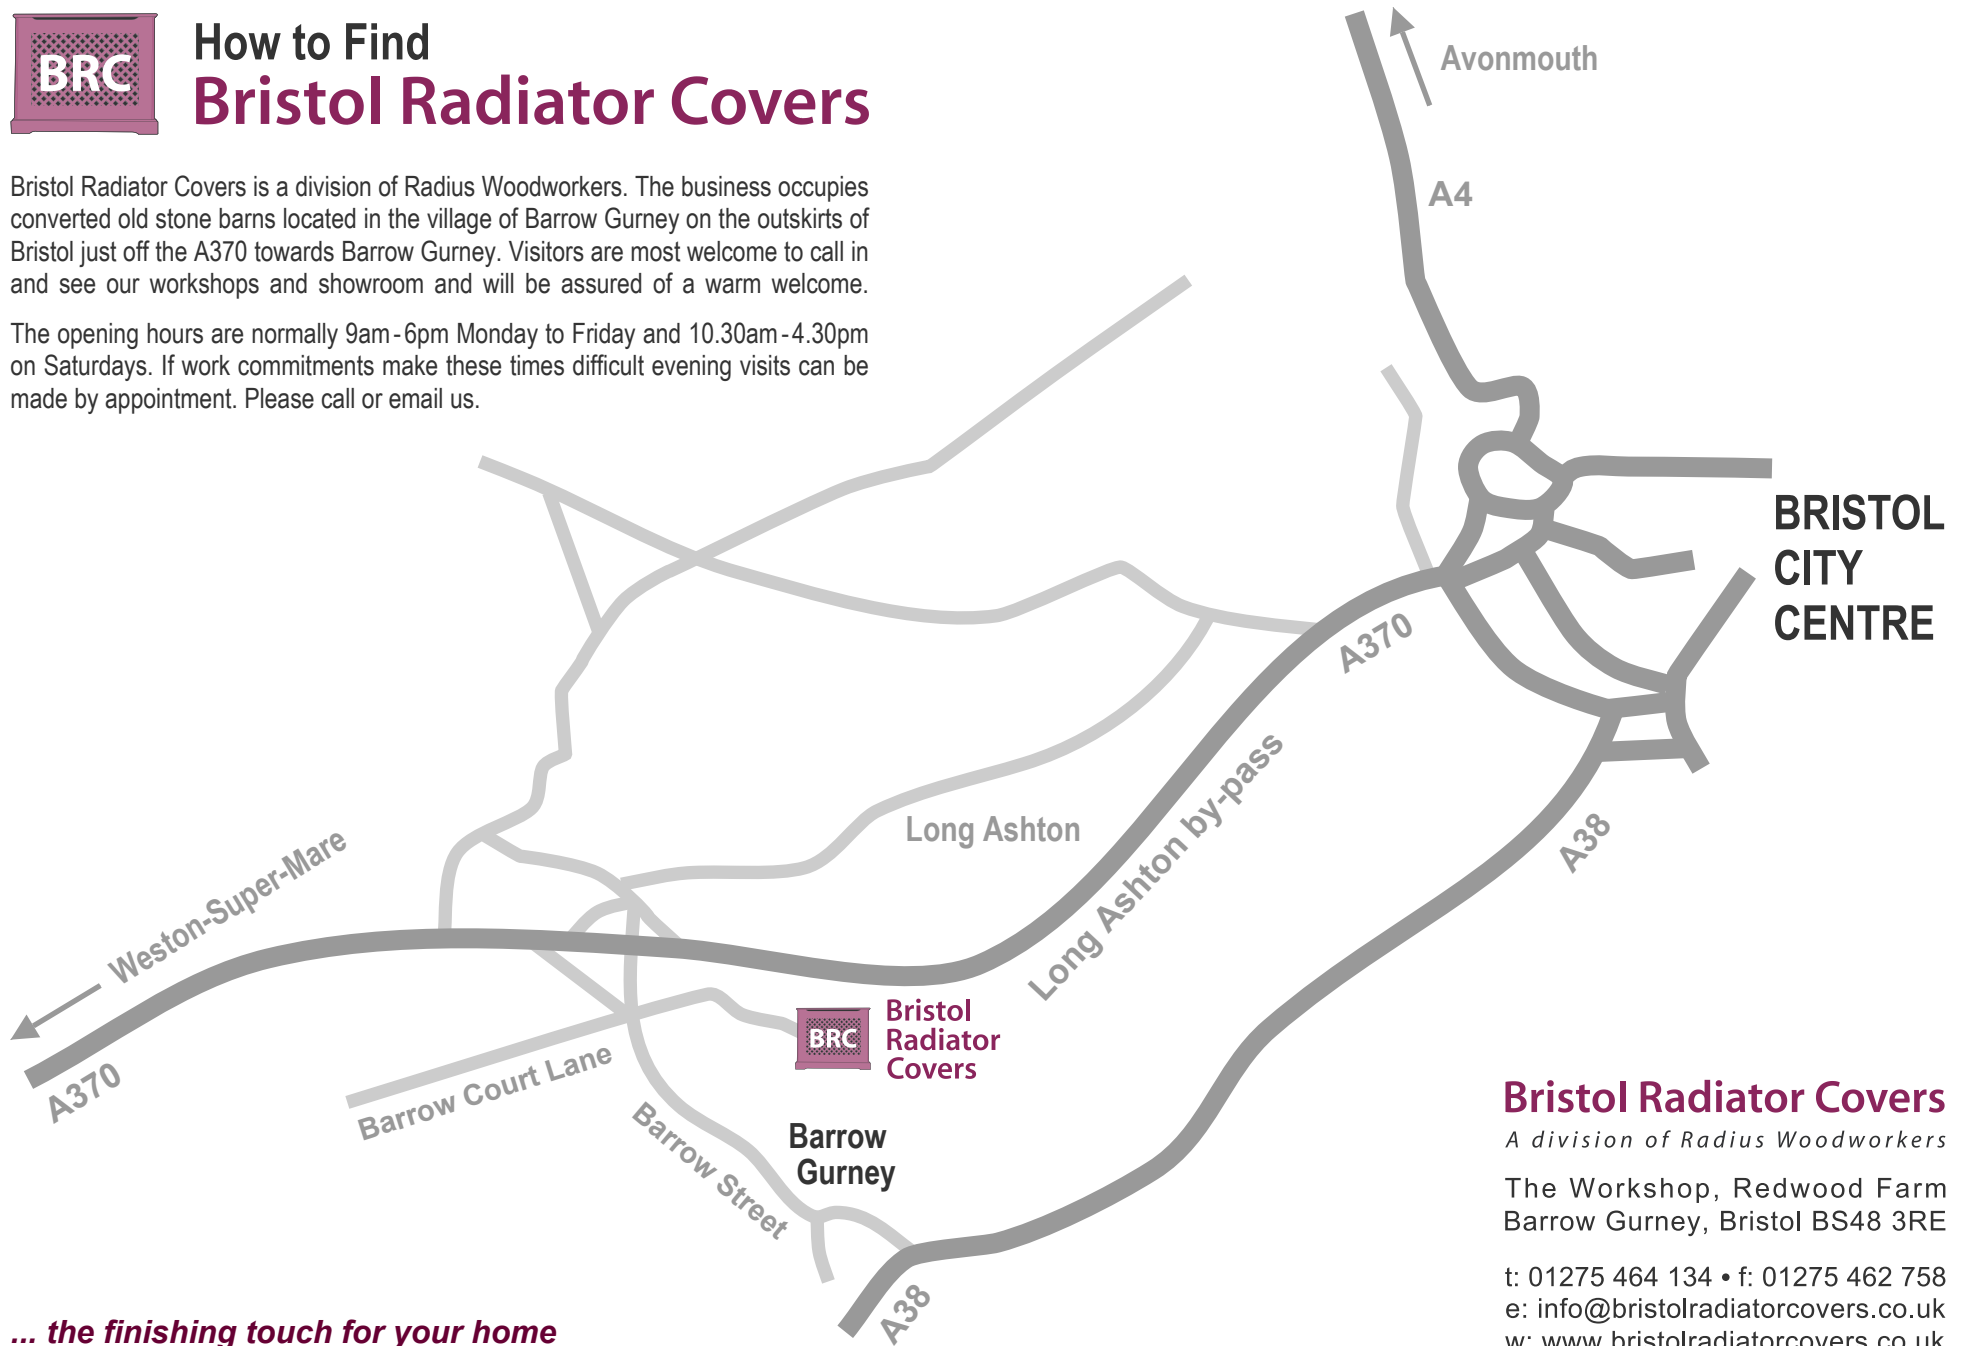 BRC
How to Find
Bristol Radiator Covers
Bristol Radiator Covers is a division of Radius Woodworkers. The business occupies
converted old stone barns located in the village of Barrow Gurney on the outskirts of
Bristol just off the A370 towards Barrow Gurney. Visitors are most welcome to call in
and see our workshops and showroom and will be assured of a warm welcome.
The opening hours are normally 9am-6pm Monday to Friday and 10.30am-4.30pm
on Saturdays. If work commitments make these times difficult evening visits can be
made by appointment. Please call or email us.
Avonmouth
A4
BRISTOL
CITY
CENTRE
A370
Long Ashton by-pass
Long Ashton
A38
Weston-Super-Mare
A370
Barrow Court Lane
BRC
Bristol
Radiator
Covers
Barrow Street
Barrow
Gurney
A38
Bristol Radiator Covers
A division of Radius Woodworkers
The Workshop, Redwood Farm
Barrow Gurney, Bristol BS48 3RE
t: 01275 464 134 • f: 01275 462 758
e: info@bristolradiatorcovers.co.uk
w: www.bristolradiatorcovers.co.uk
... the finishing touch for your home